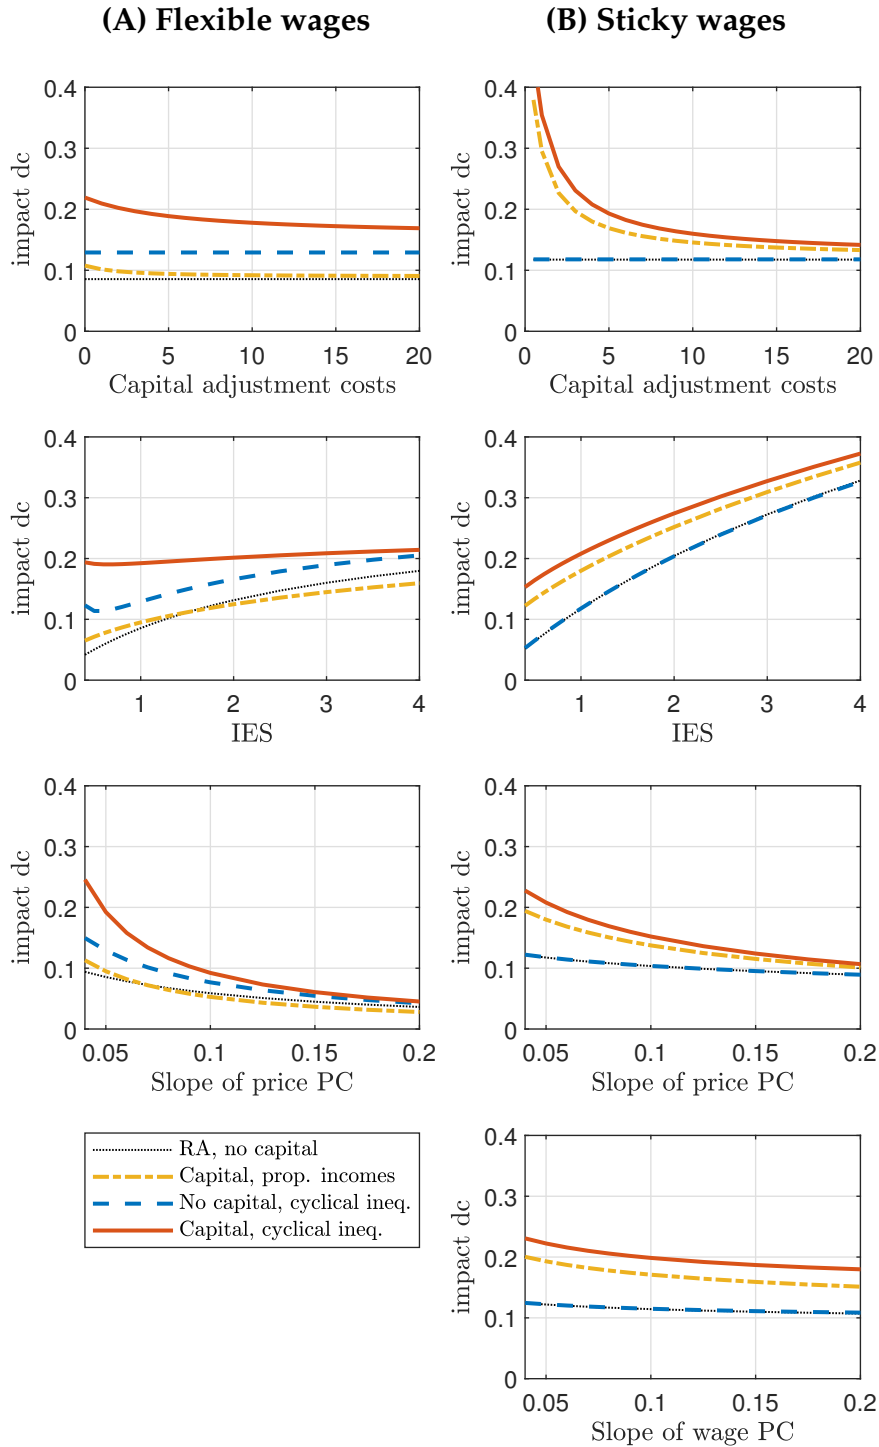 (A) Flexible wages
(B) Sticky wages
0.4
0.3
0.2
0.1
0
impact dc
0 5 10 15 20
Capital adjustment costs
0.4
0.3
0.2
0.1
0
impact dc
0 5 10 15 20
Capital adjustment costs
0.4
0.3
0.2
0.1
0
impact dc
1 2 3 4
IES
0.4
0.3
0.2
0.1
0
impact dc
1 2 3 4
IES
0.4
0.3
0.2
0.1
0
impact dc
0.05 0.1 0.15 0.2
Slope of price PC
0.4
0.3
0.2
0.1
0
impact dc
0.05 0.1 0.15 0.2
Slope of price PC
RA, no capital
Capital, prop. incomes
No capital, cyclical ineq.
Capital, cyclical ineq.
0.4
0.3
0.2
0.1
0
impact dc
0.05 0.1 0.15 0.2
Slope of wage PC